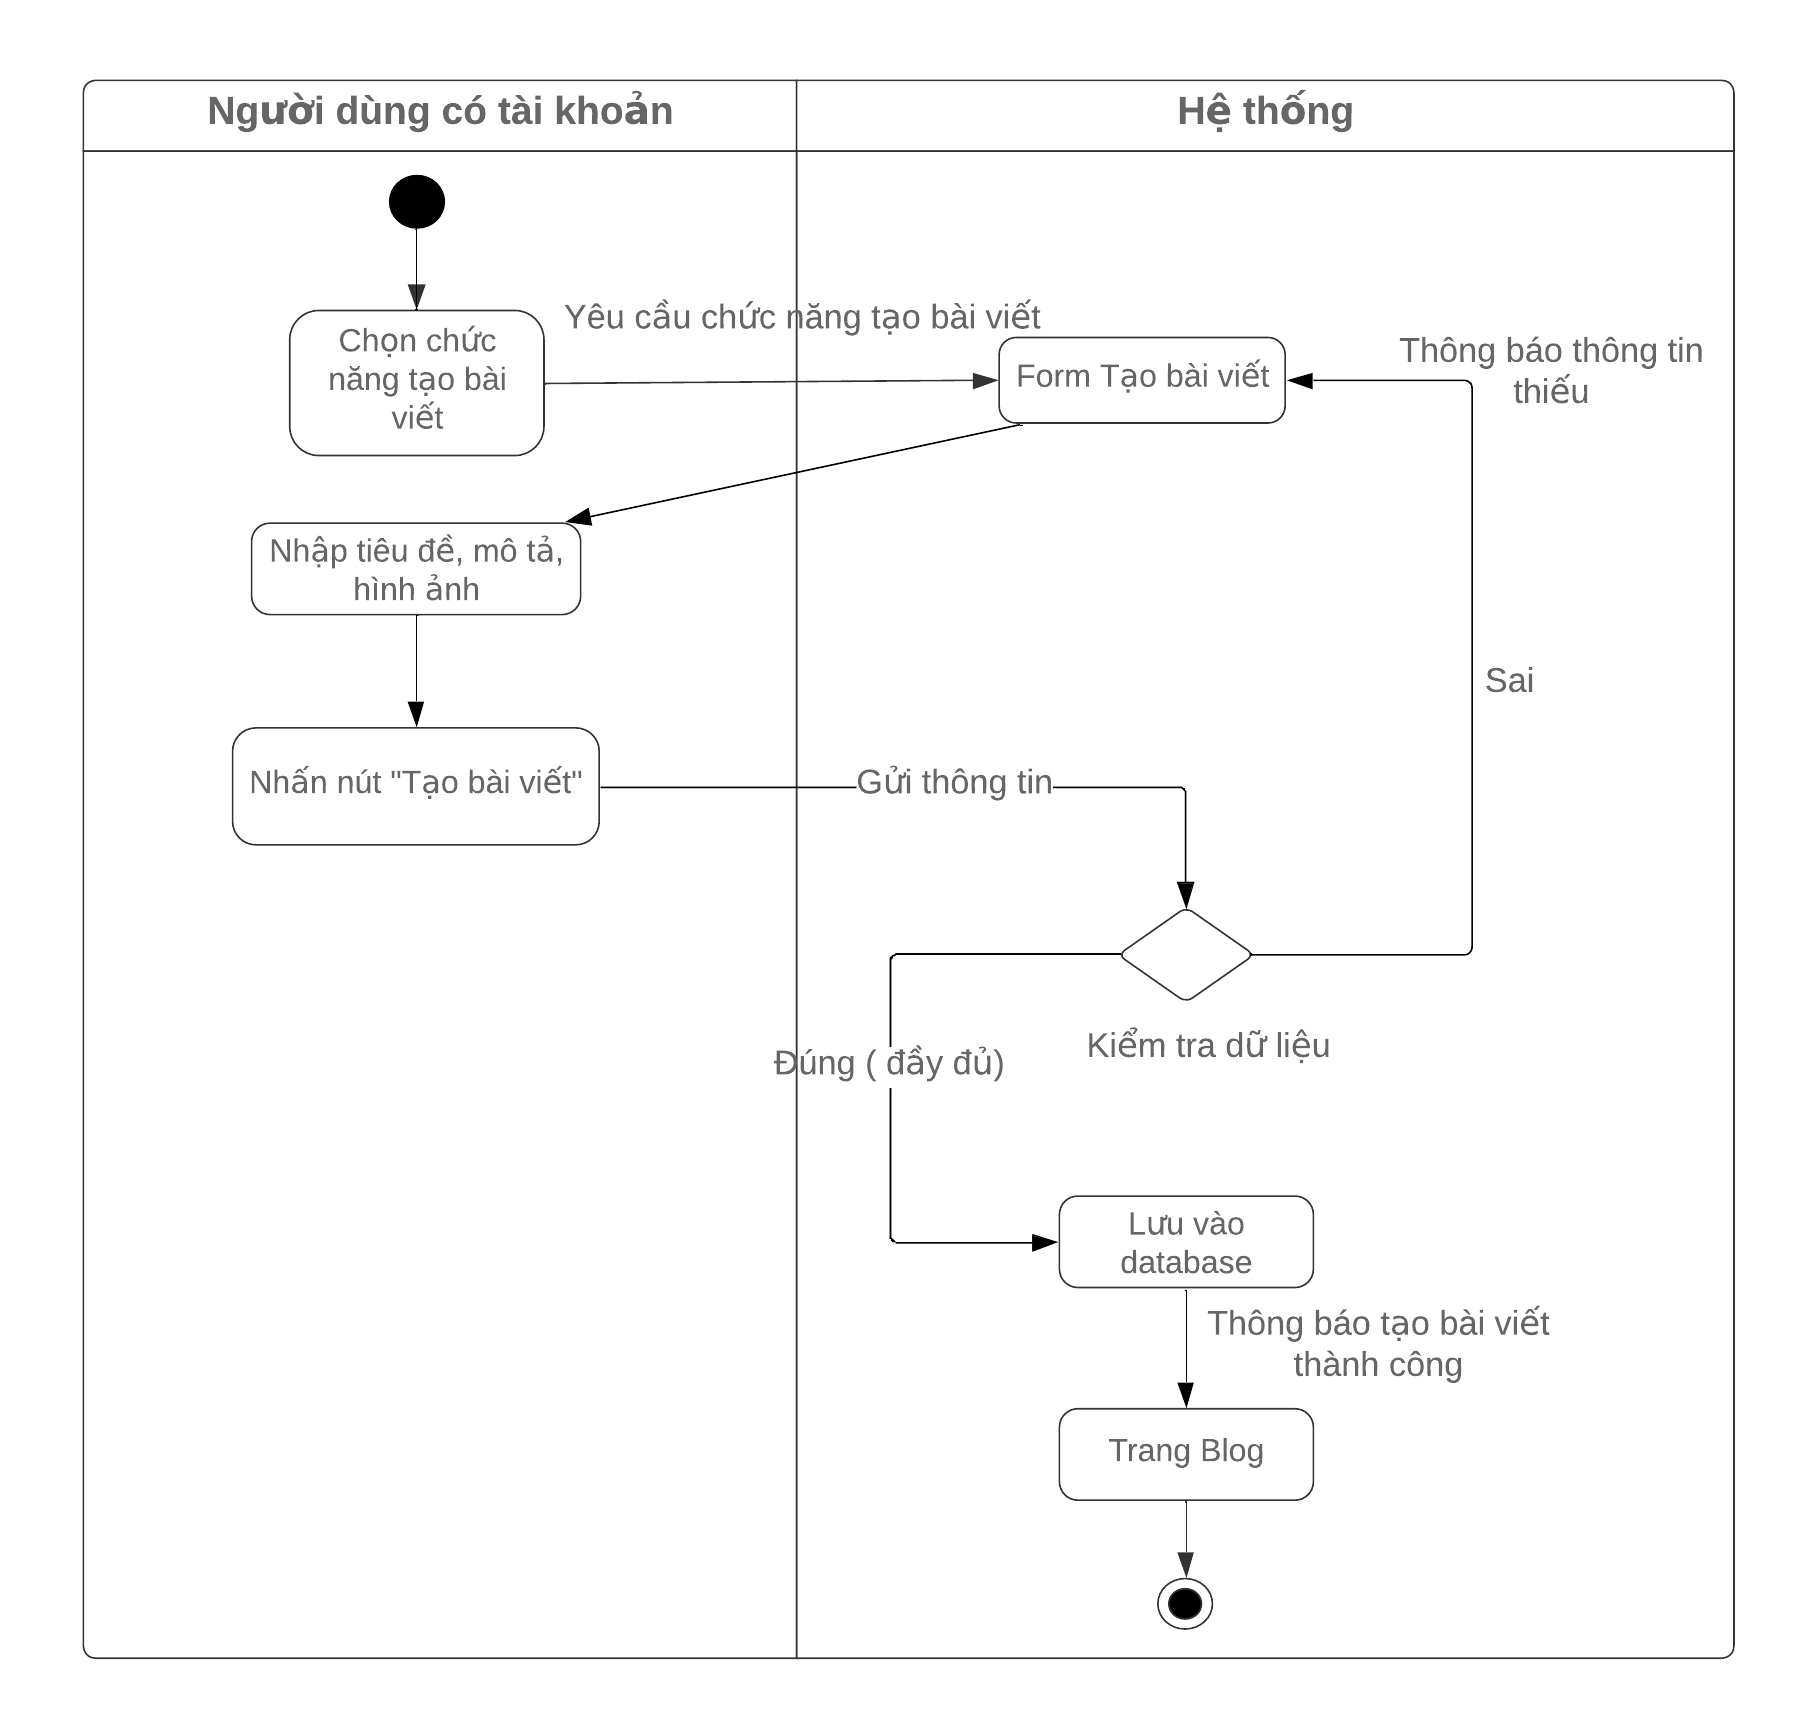 Người dùng có tài khoản
Hệ thống
Yêu cầu chức năng tạo bài viết
Chọn chức
năng tạo bài
viết
Form Tạo bài viết
Thông báo thông tin
thiếu
Nhập tiêu đề, mô tả,
hình ảnh
Sai
Nhấn nút "Tạo bài viết"
Gửi thông tin
Kiểm tra dữ liệu
Đúng ( đầy đủ)
Lưu vào
database
Thông báo tạo bài viết
thành công
Trang Blog